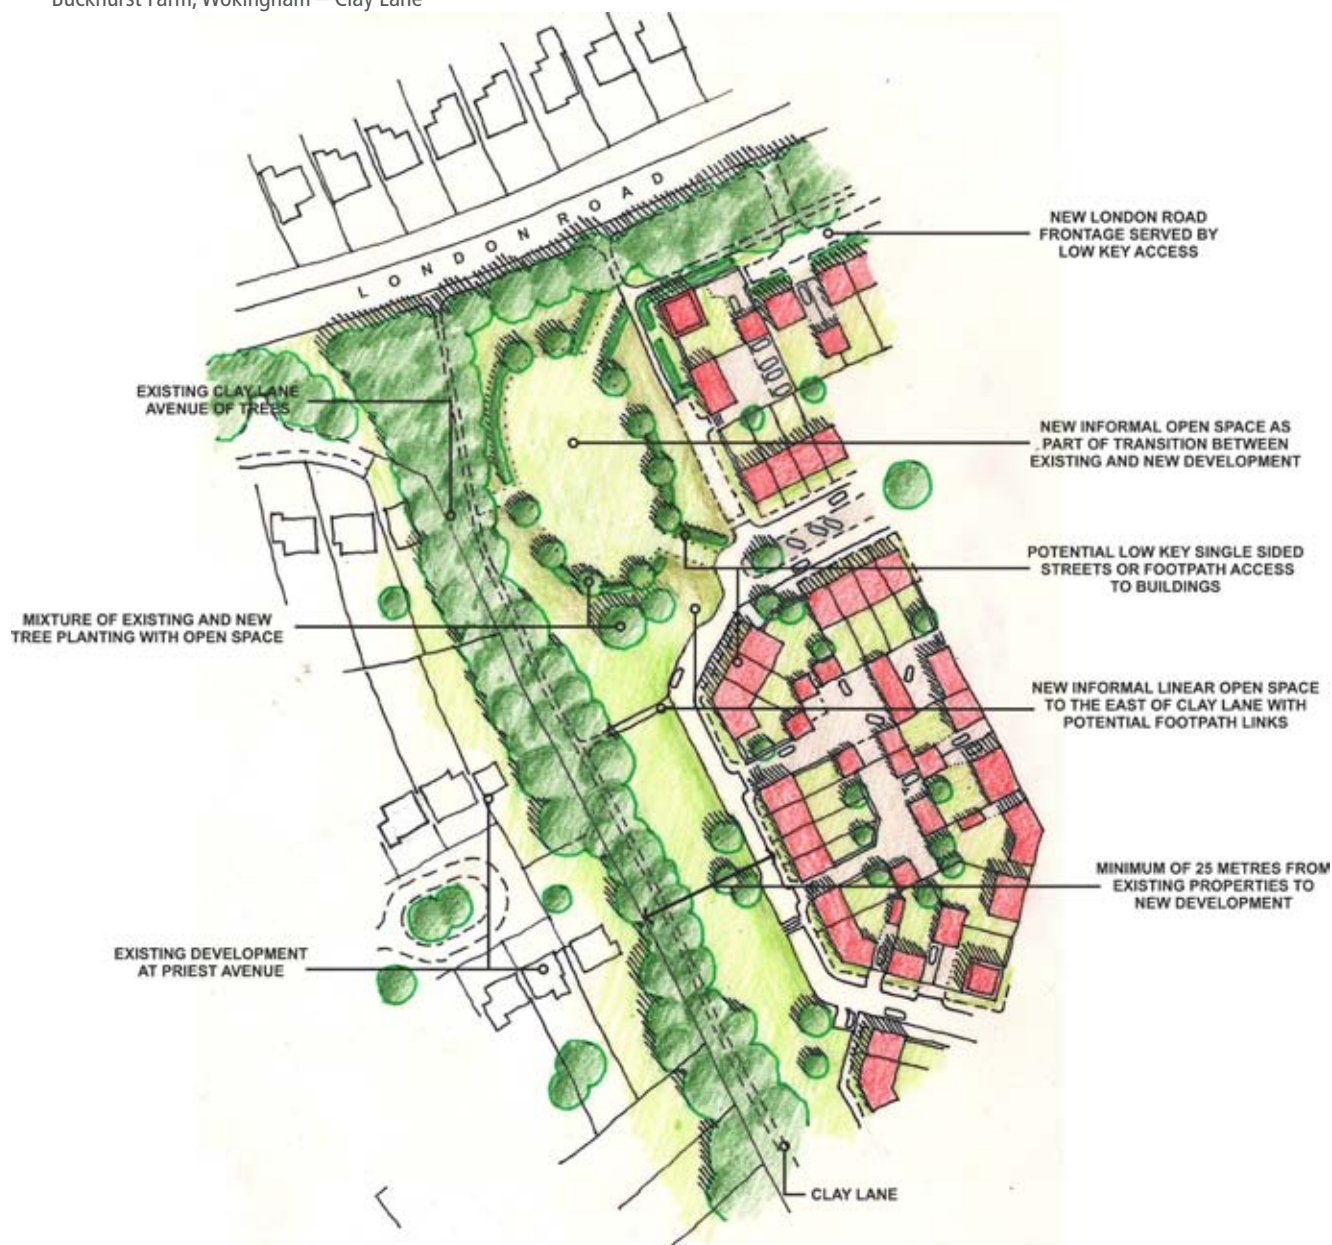 Buckhurst Farm, Wokingham – Clay Lane
LONDON ROAD
NEW LONDON ROAD
FRONTAGE SERVED BY
LOW KEY ACCESS
EXISTING CLAY LANE
AVENUE OF TREES
NEW INFORMAL OPEN SPACE AS
PART OF TRANSITION BETWEEN
EXISTING AND NEW DEVELOPMENT
POTENTIAL LOW KEY SINGLE SIDED
STREETS OR FOOTPATH ACCESS
TO BUILDINGS
MIXTURE OF EXISTING AND NEW
TREE PLANTING WITH OPEN SPACE
NEW INFORMAL LINEAR OPEN SPACE
TO THE EAST OF CLAY LANE WITH
POTENTIAL FOOTPATH LINKS
MINIMUM OF 25 METRES FROM
EXISTING PROPERTIES TO
NEW DEVELOPMENT
EXISTING DEVELOPMENT
AT PRIEST AVENUE
CLAY LANE